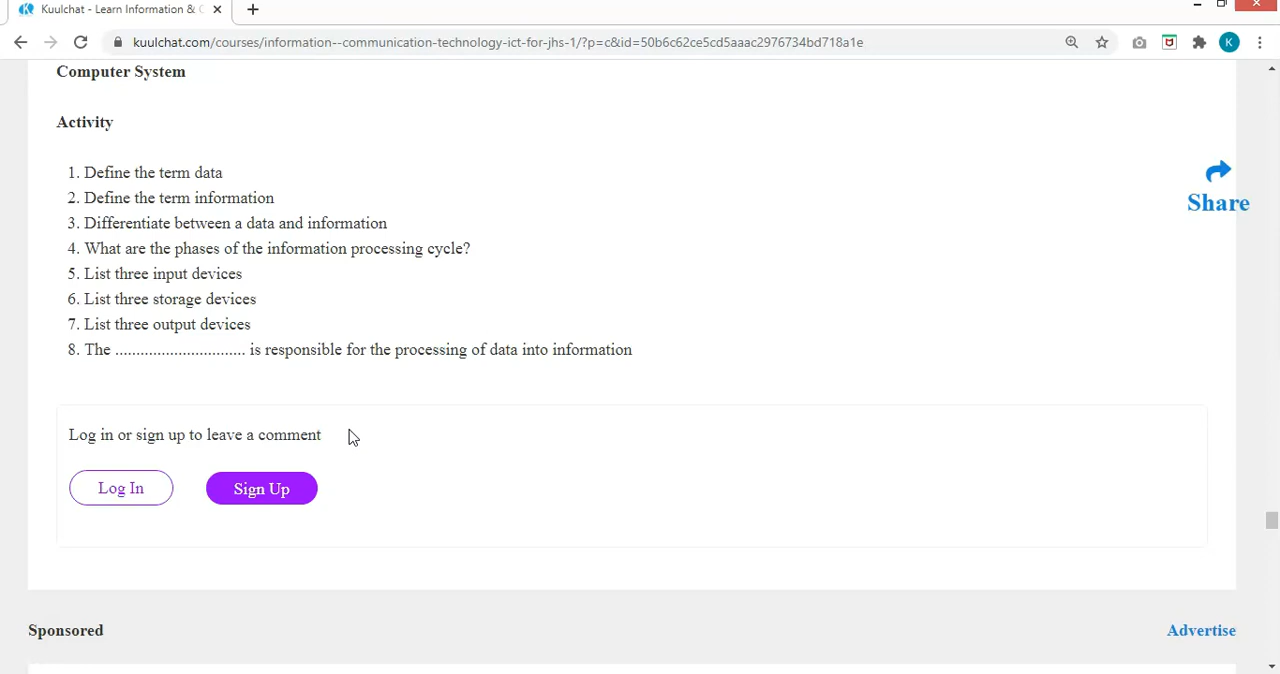 Kuulchat - Learn Information & C
kuulchat.com/courses/information--communication-technology-ict-for-jhs-1/?p=c&id=50b6c62ce5cd5aaac2976734bd718a1e
K
Computer System
Activity
1. Define the term data
2. Define the term information
3. Differentiate between a data and information
4. What are the phases of the information processing cycle?
5. List three input devices
6. List three storage devices
7. List three output devices
8. The ............................... is responsible for the processing of data into information
Share
Log in or sign up to leave a comment
Log In
Sign Up
Sponsored
Advertise